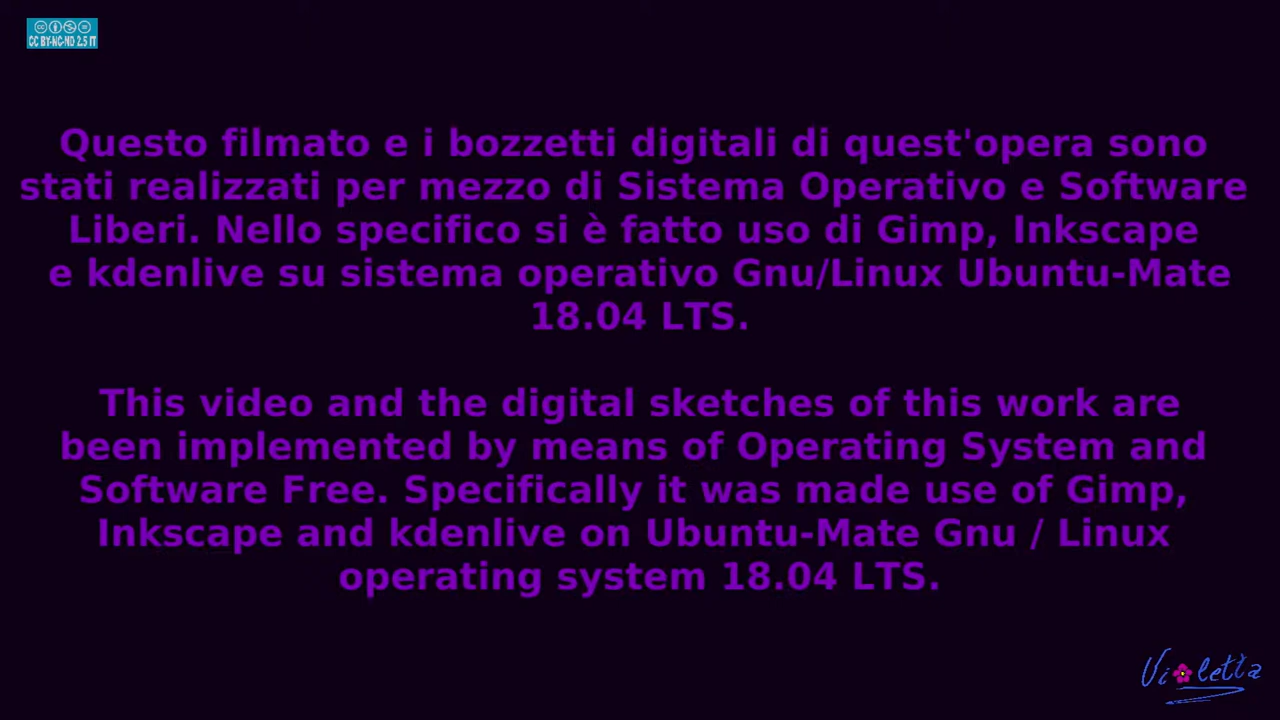 CC BY-NC-ND 2.5 IT
Questo filmato e i bozzetti digitali di quest'opera sono
stati realizzati per mezzo di Sistema Operativo e Software
Liberi. Nello specifico si è fatto uso di Gimp, Inkscape
e kdenlive su sistema operativo Gnu/Linux Ubuntu-Mate
18.04 LTS.
This video and the digital sketches of this work are
been implemented by means of Operating System and
Software Free. Specifically it was made use of Gimp,
Inkscape and kdenlive on Ubuntu-Mate Gnu / Linux
operating system 18.04 LTS.
Violetta